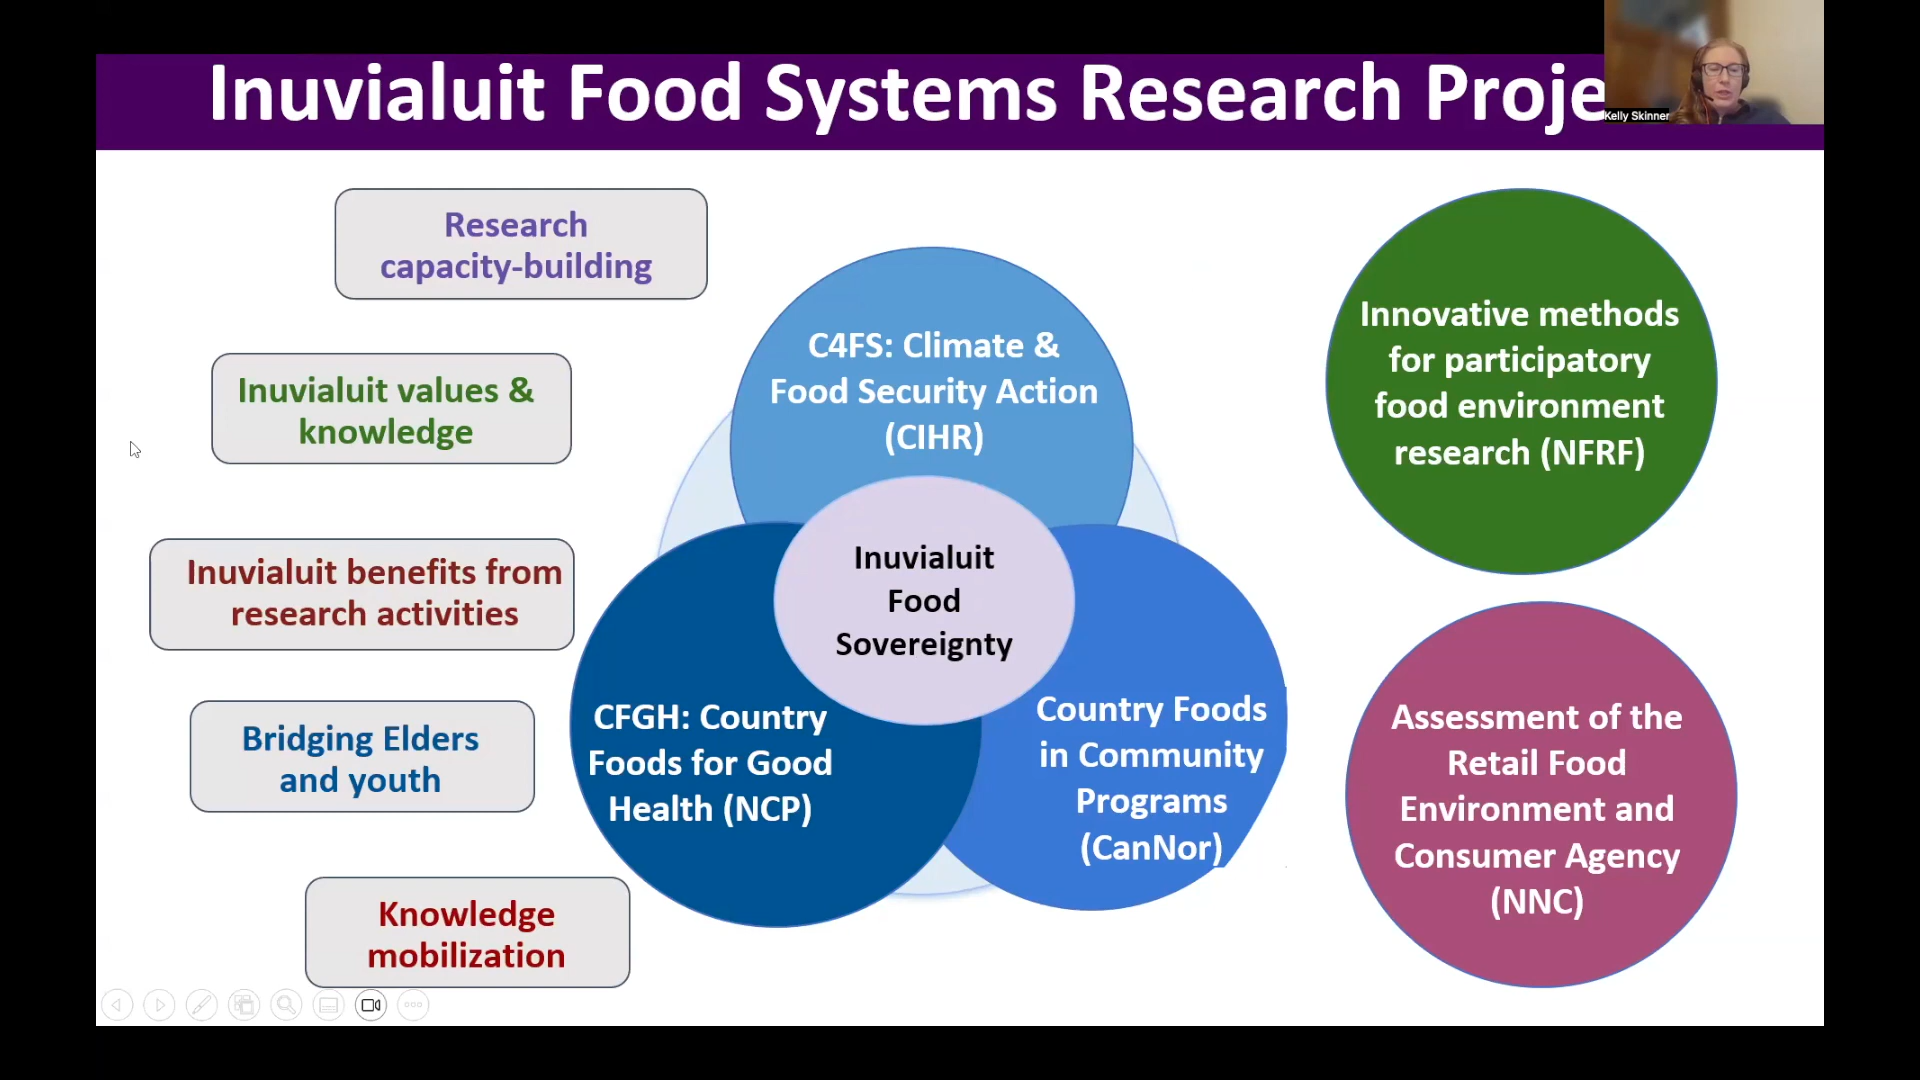 Inuvialuit Food Systems Research Proje
Kelly Skinner
Research
capacity-building
Inuvialuit values &
knowledge
Inuvialuit benefits from
research activities
Bridging Elders
and youth
Knowledge
mobilization
C4FS: Climate &
Food Security Action
(CIHR)
Inuvialuit
Food
Sovereignty
CFGH: Country
Foods for Good
Health (NCP)
Country Foods
in Community
Programs
(CanNor)
Innovative methods
for participatory
food environment
research (NFRF)
Assessment of the
Retail Food
Environment and
Consumer Agency
(NNC)